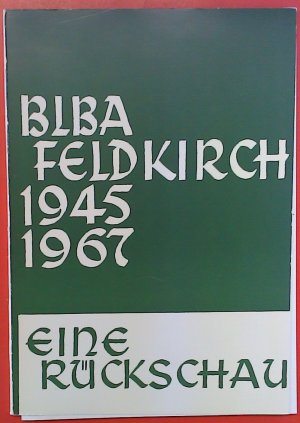 BLBA
FELDKIRCH
1945
1967
EINE
RÜCKSCHAU